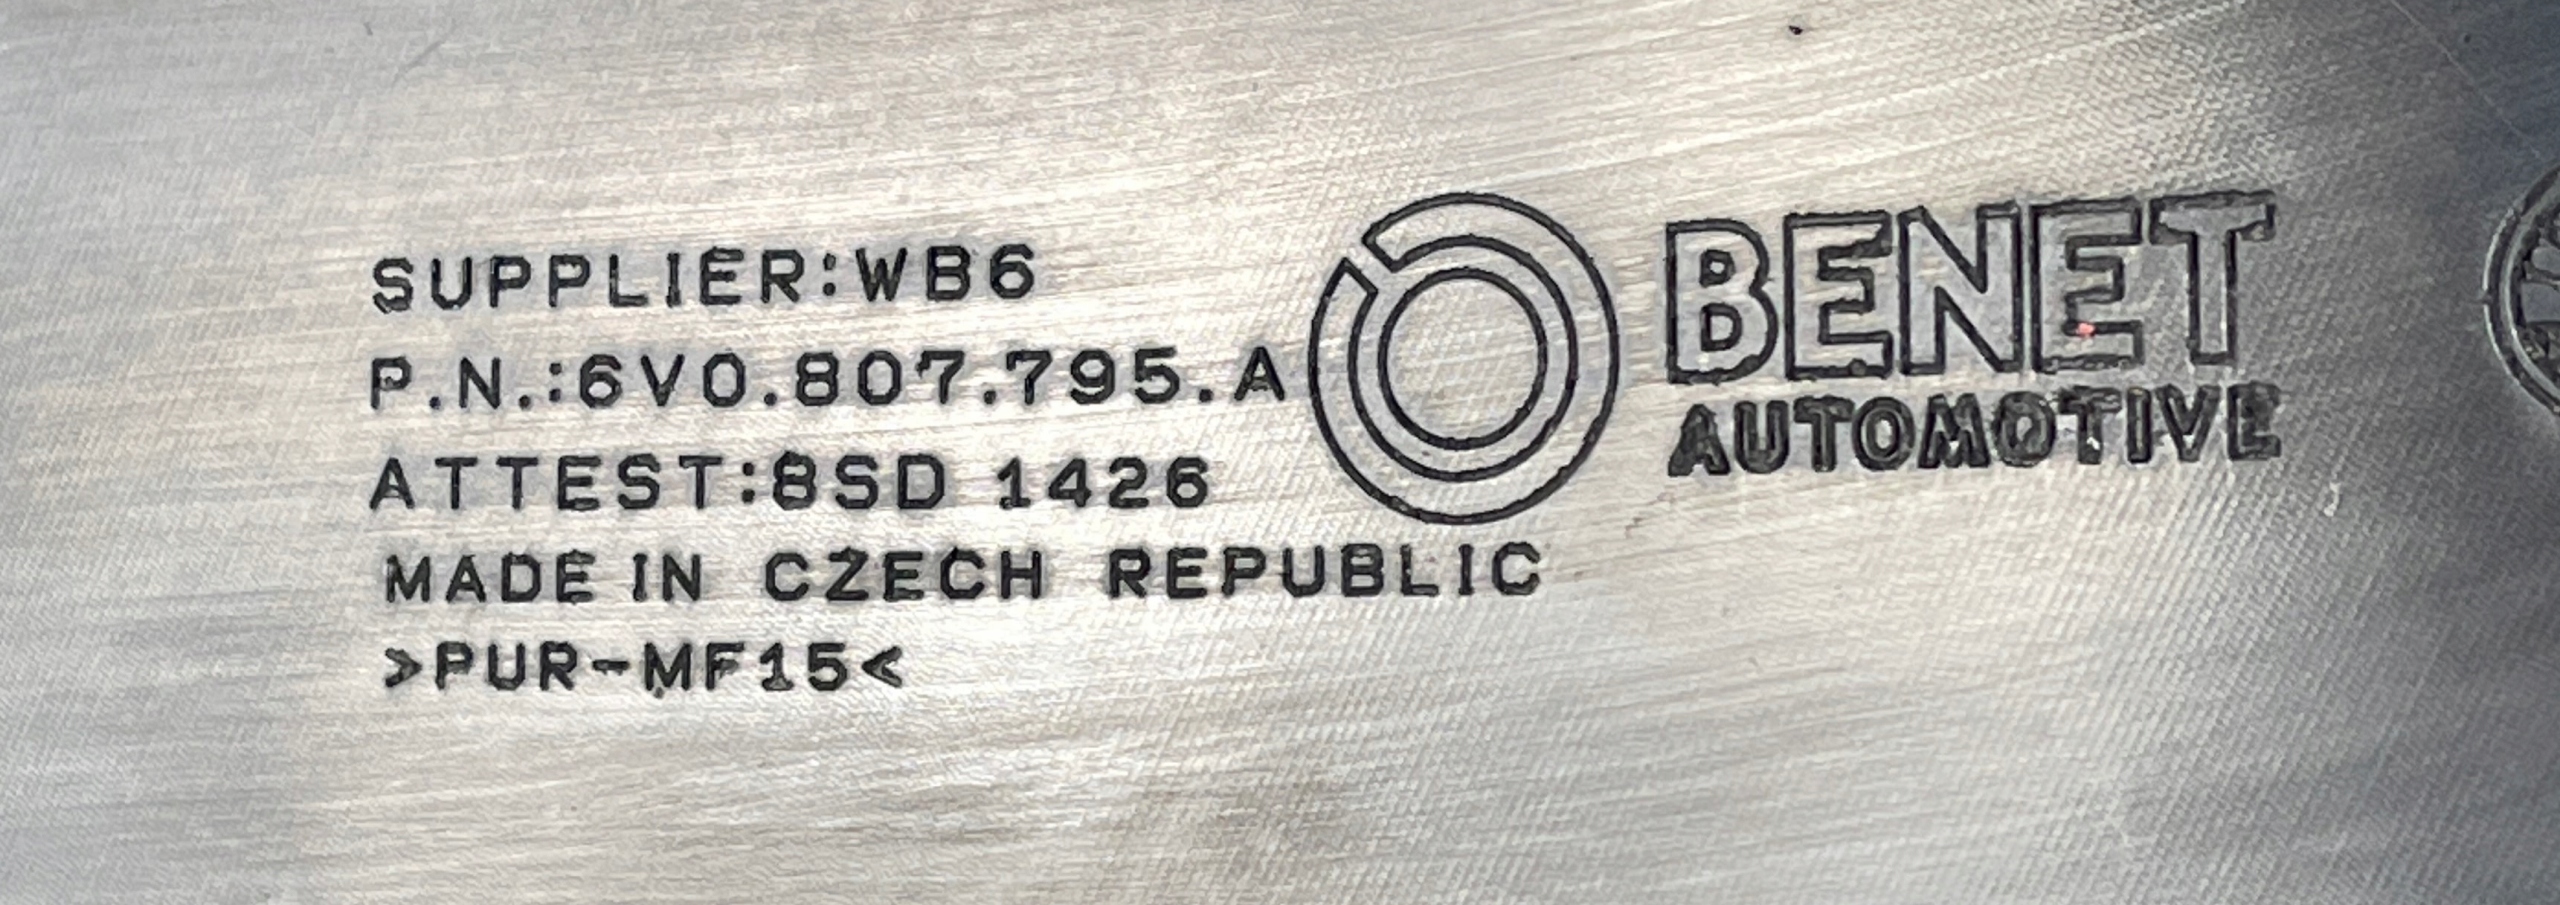 SUPPLIER:WB6
P.N.:6V0.807.795.A
ATTEST:8SD 1426
MADE IN CZECH REPUBLIC
>PUR-MF15<
BENET
AUTOMOTIVE